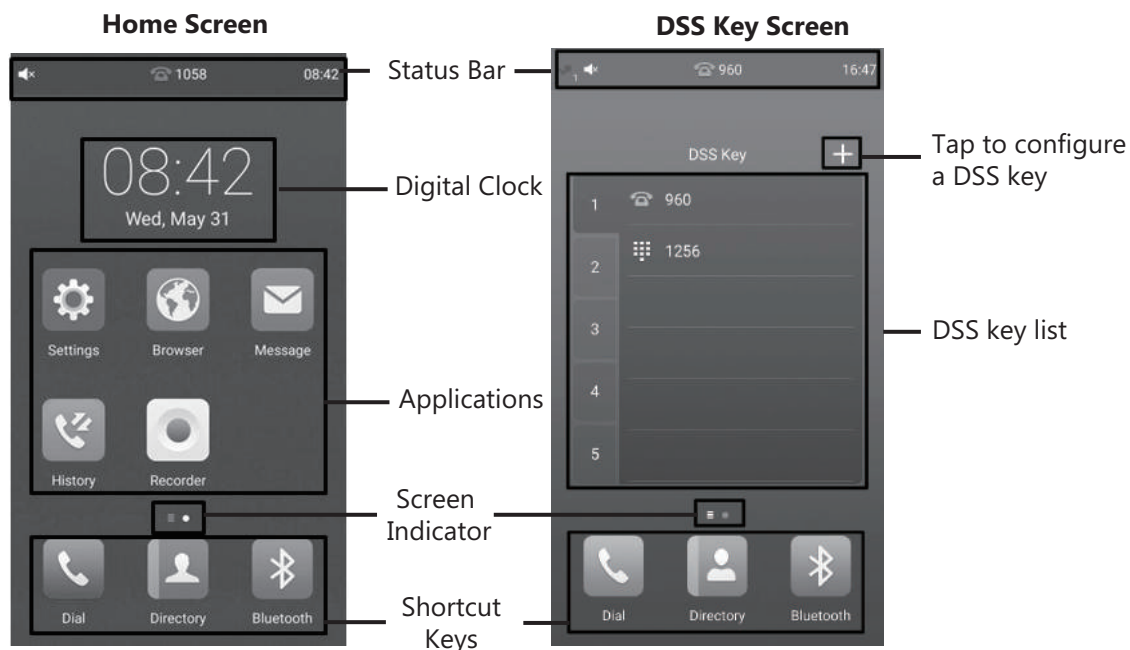 Home Screen
DSS Key Screen
1058
08:42
Status Bar
1
960
16:47
08:42
Wed, May 31
Digital Clock
DSS Key
Tap to configure
a DSS key
1
960
2
1256
3
4
5
DSS key list
Settings
Browser
Message
Applications
History
Recorder
Screen
Indicator
Dial
Directory
Bluetooth
Shortcut
Keys
Dial
Directory
Bluetooth